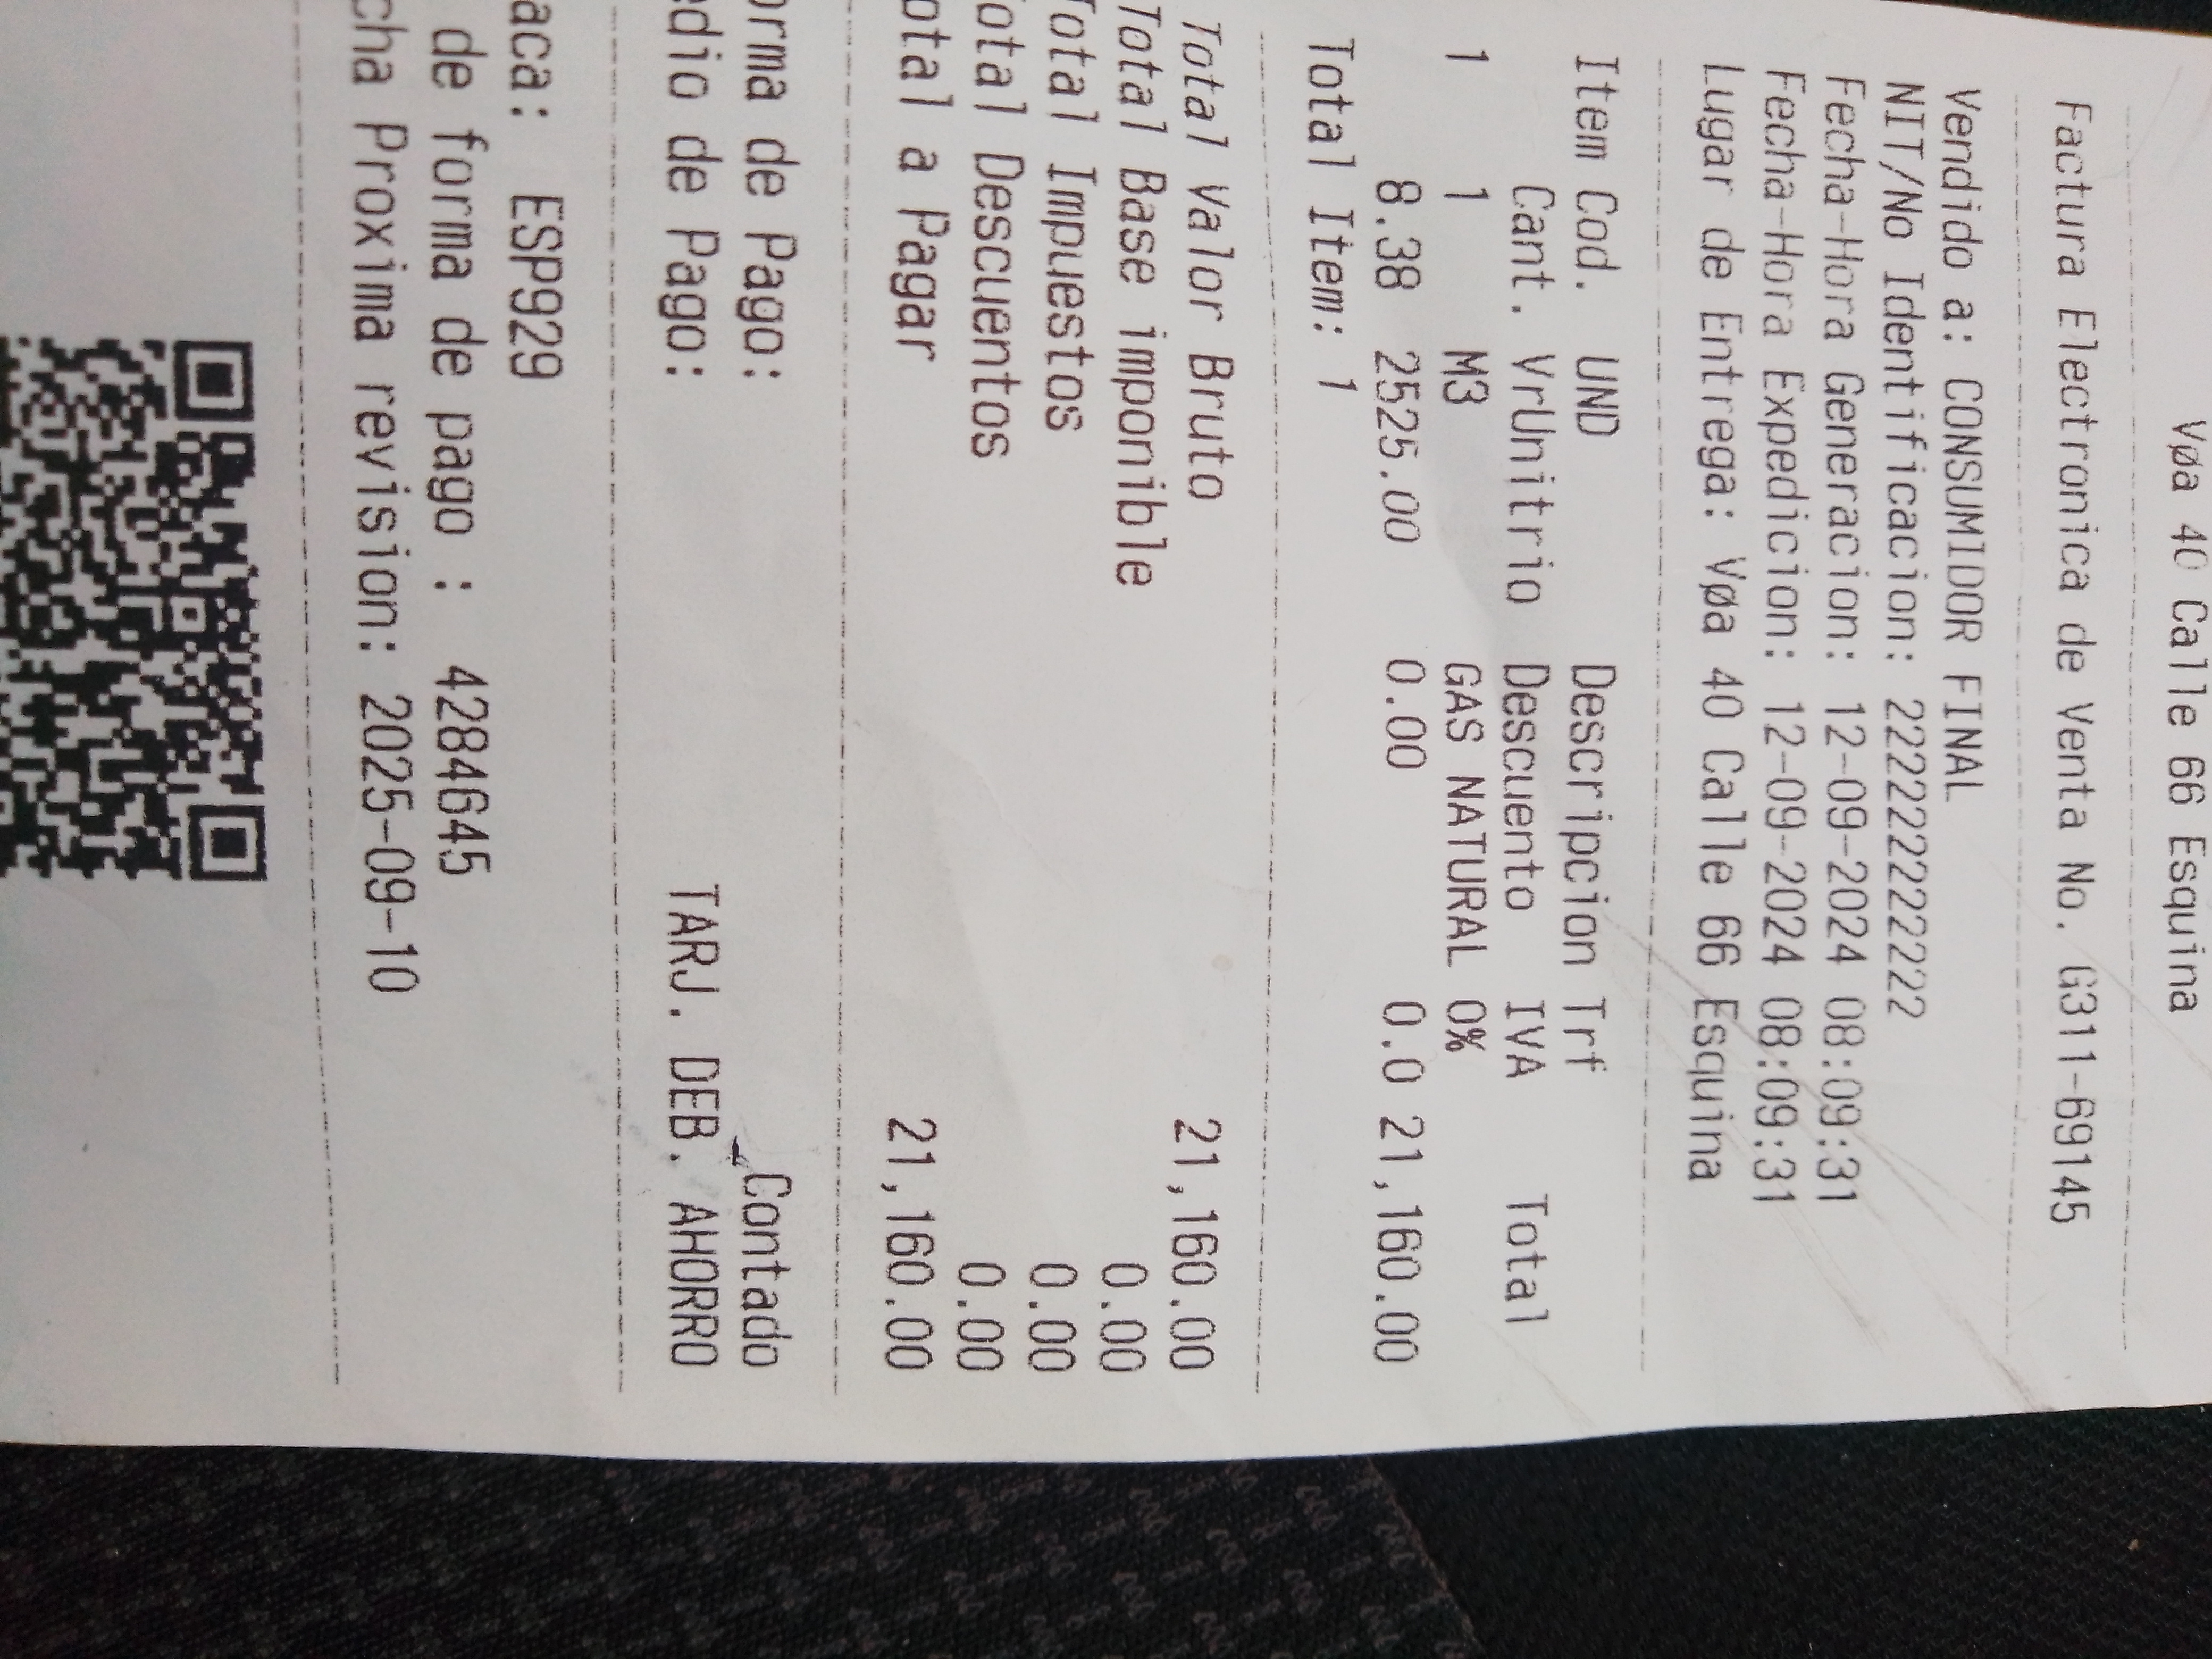 Vøa 40 Calle 66 Esquina
Factura Electronica de Venta No. G311-69145
Vendido a: CONSUMIDOR FINAL
NIT/No Identificacion: 222222222222
Fecha-Hora Generacion: 12-09-2024 08:09:31
Fecha-Hora Expedicion: 12-09-2024 08:09:31
Lugar de Entrega: Vøa 40 Calle 66 Esquina
Item Cod. UND Descripcion Trf
Cant. VrUnitrio Descuento IVA Total
1 1 M3 GAS NATURAL 0%
8.38 2525.00 0.00 0.0 21,160.00
Total Item: 1
Total Valor Bruto 21,160.00
Total Base imponible 0.00
Total Impuestos 0.00
otal Descuentos 0.00
otal a Pagar 21,160.00
orma de Pago: Contado
edio de Pago: TARJ. DEB. AHORRO
aca: ESP929
de forma de pago : 4284645
cha Proxima revision: 2025-09-10